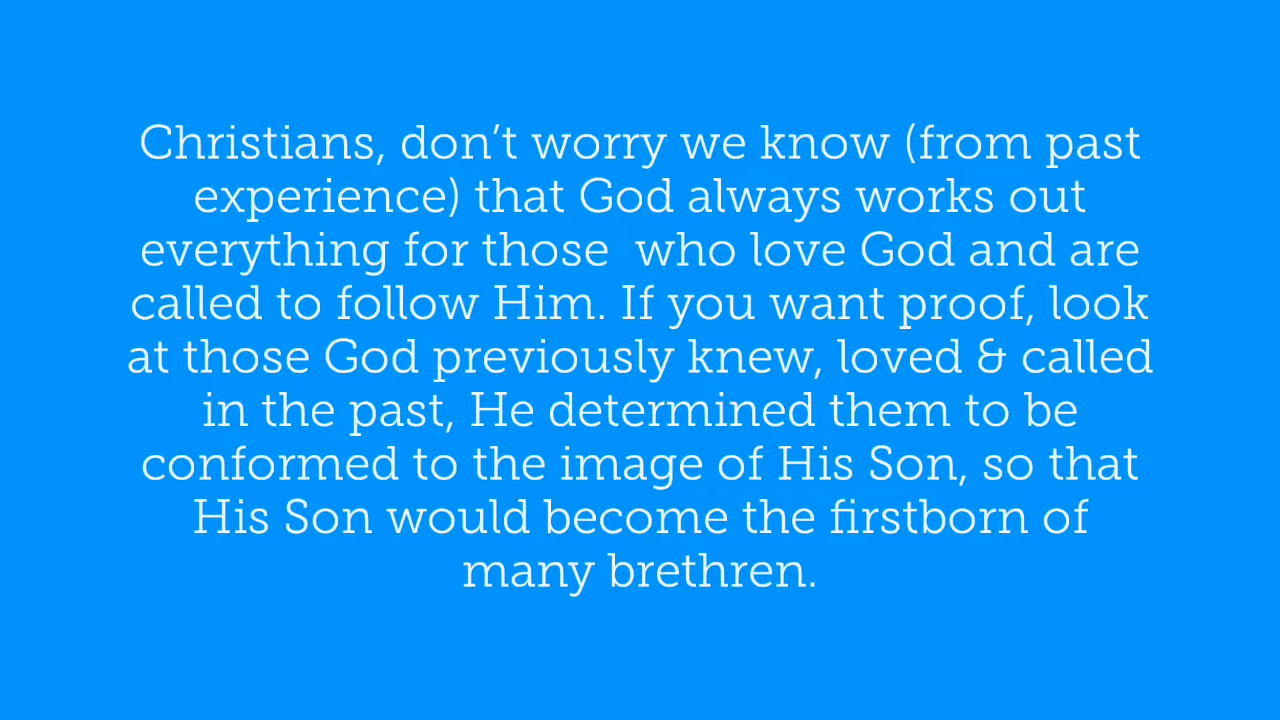 Christians, don’t worry we know (from past
experience) that God always works out
everything for those  who love God and are
called to follow Him. If you want proof, look
at those God previously knew, loved & called
in the past, He determined them to be
conformed to the image of His Son, so that
His Son would become the firstborn of
many brethren.